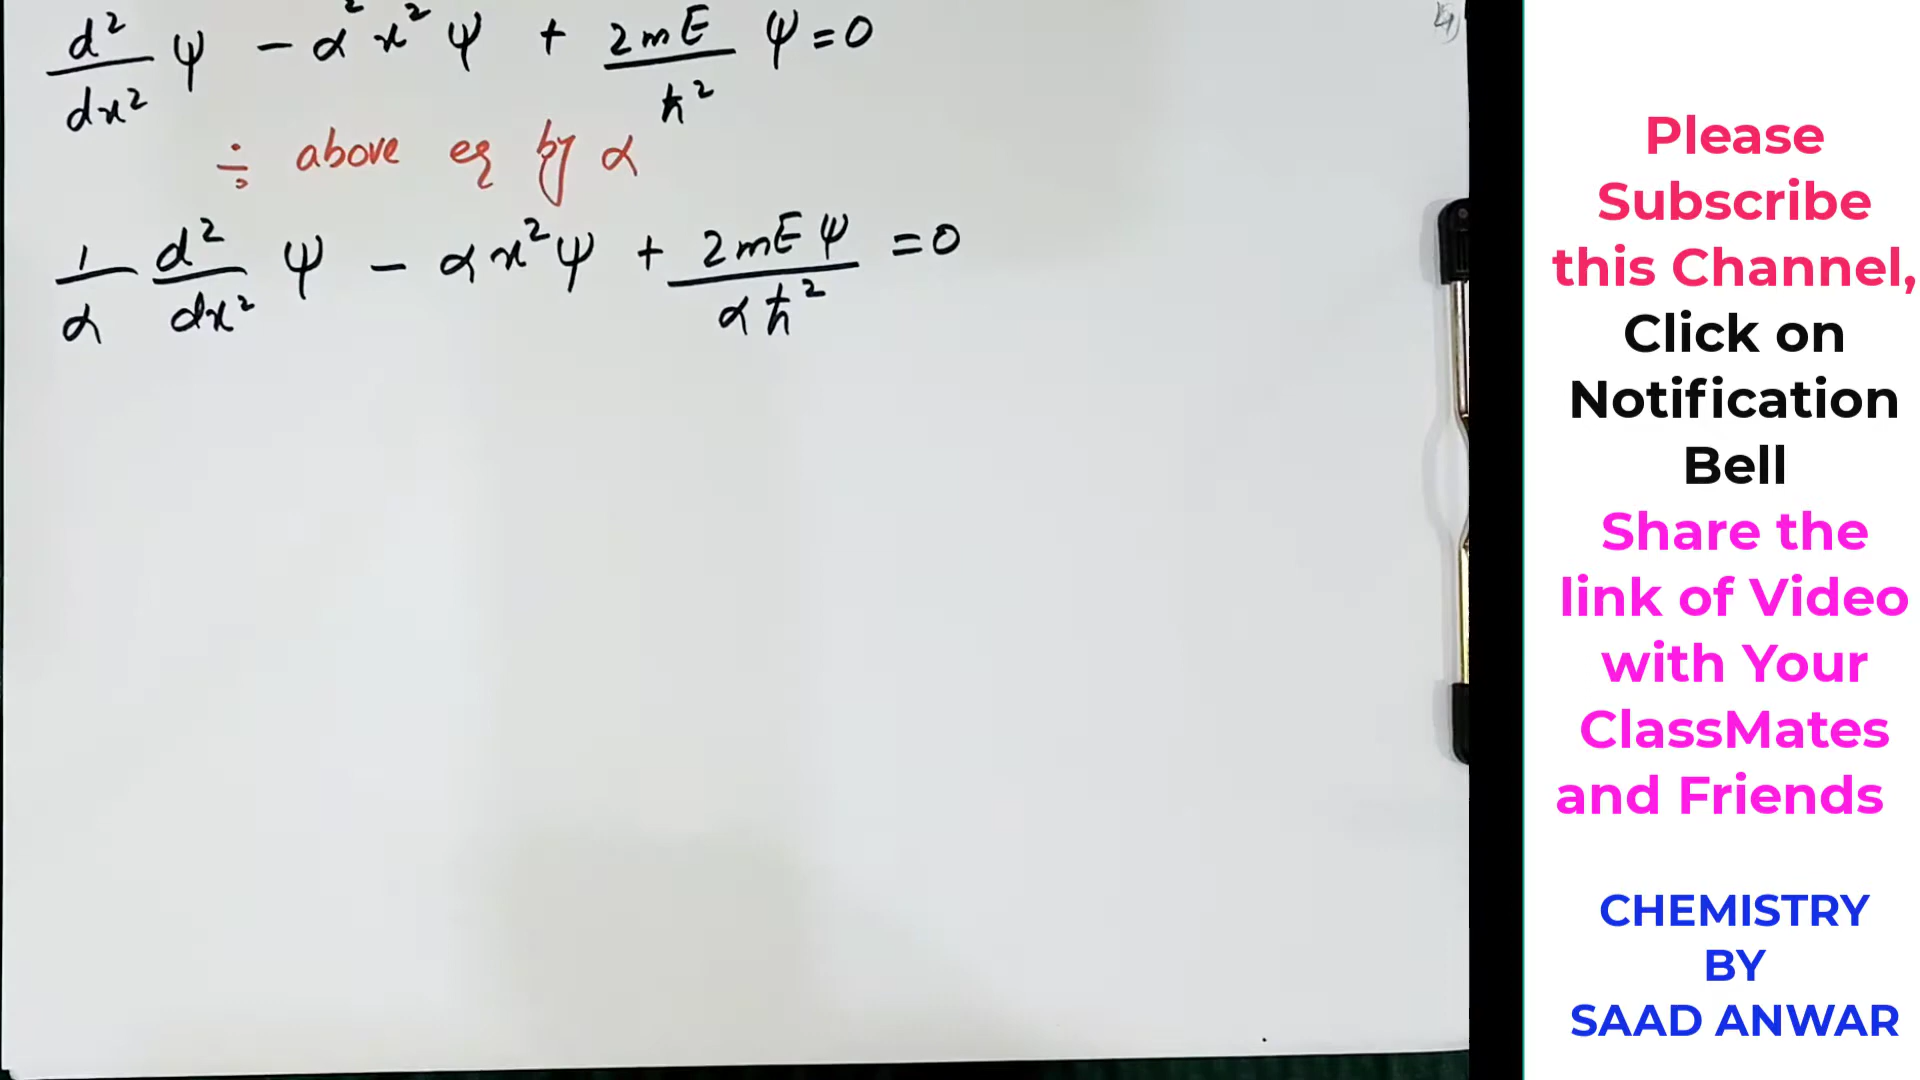 d²/dx² ψ - α²x²ψ + 2mE/ħ² ψ = 0
÷ above eq by α
1/α d²/dx² ψ - αx²ψ + 2mEψ/αħ² = 0
Please
Subscribe
this Channel,
Click on
Notification
Bell
Share the
link of Video
with Your
ClassMates
and Friends
CHEMISTRY
BY
SAAD ANWAR